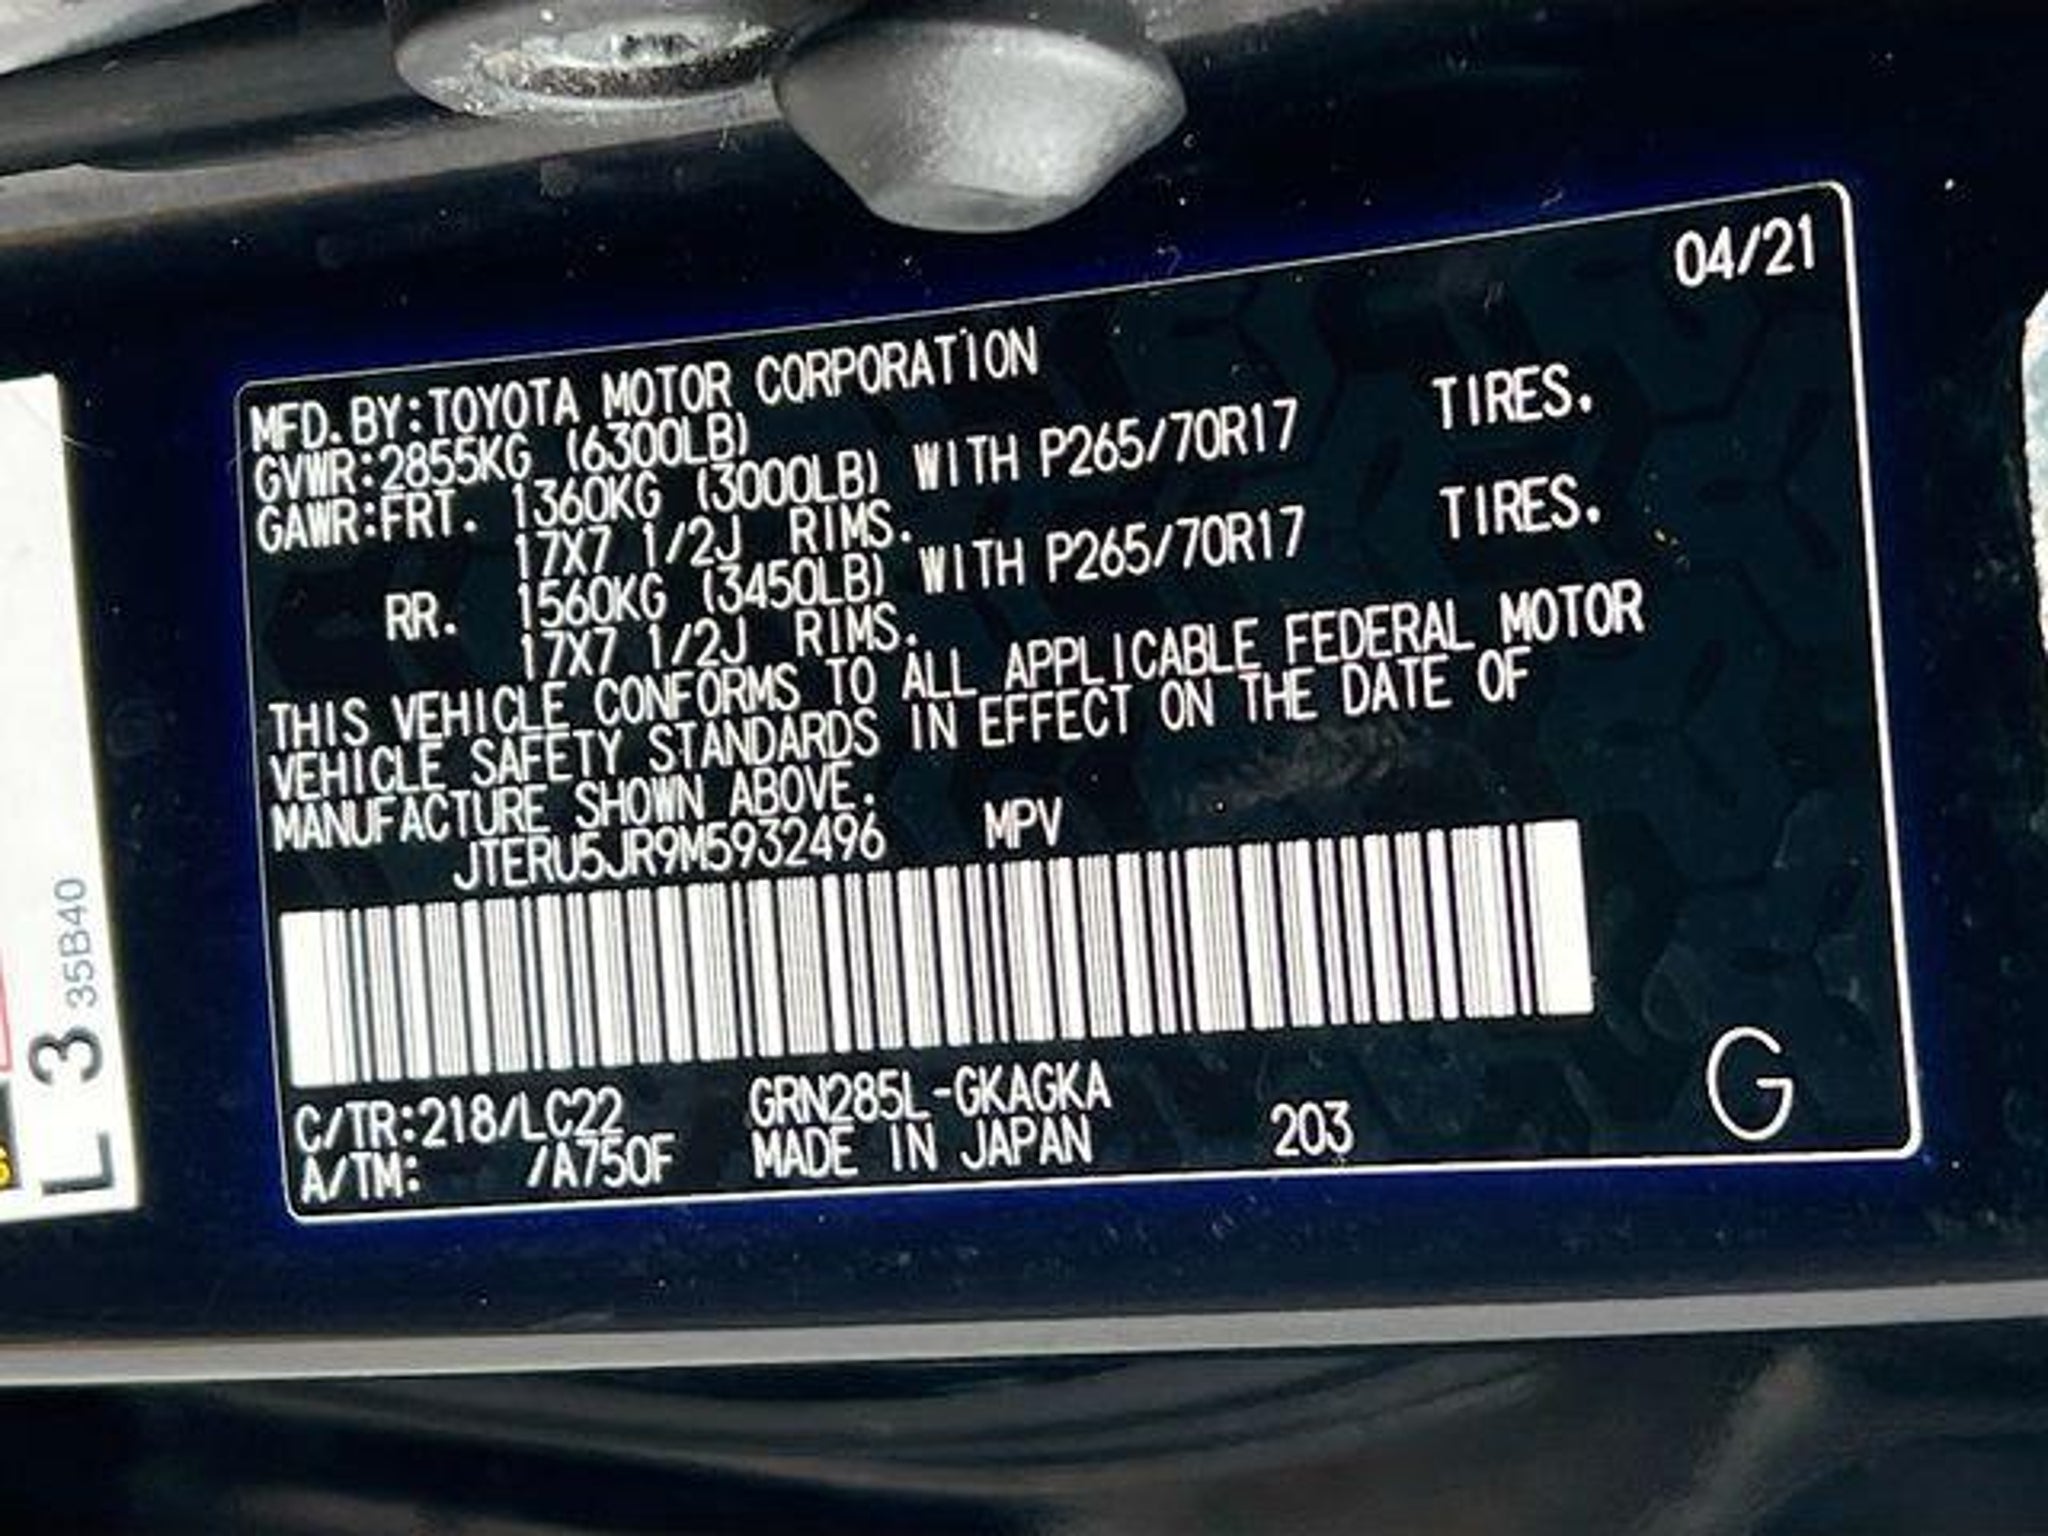 04/21
MFD.BY:TOYOTA MOTOR CORPORATION
GVWR:2855KG (6300LB)
GAWR:FRT. 1360KG (3000LB) WITH P265/70R17 TIRES.
17X7 1/2J RIMS.
RR. 1560KG (3450LB) WITH P265/70R17 TIRES.
17X7 1/2J RIMS.
THIS VEHICLE CONFORMS TO ALL APPLICABLE FEDERAL MOTOR
VEHICLE SAFETY STANDARDS IN EFFECT ON THE DATE OF
MANUFACTURE SHOWN ABOVE.
JTERU5JR9M5932496 MPV
C/TR:218/LC22 GRN285L-GKAGKA
A/TM: /A750F MADE IN JAPAN 203
G
35B40
L 3